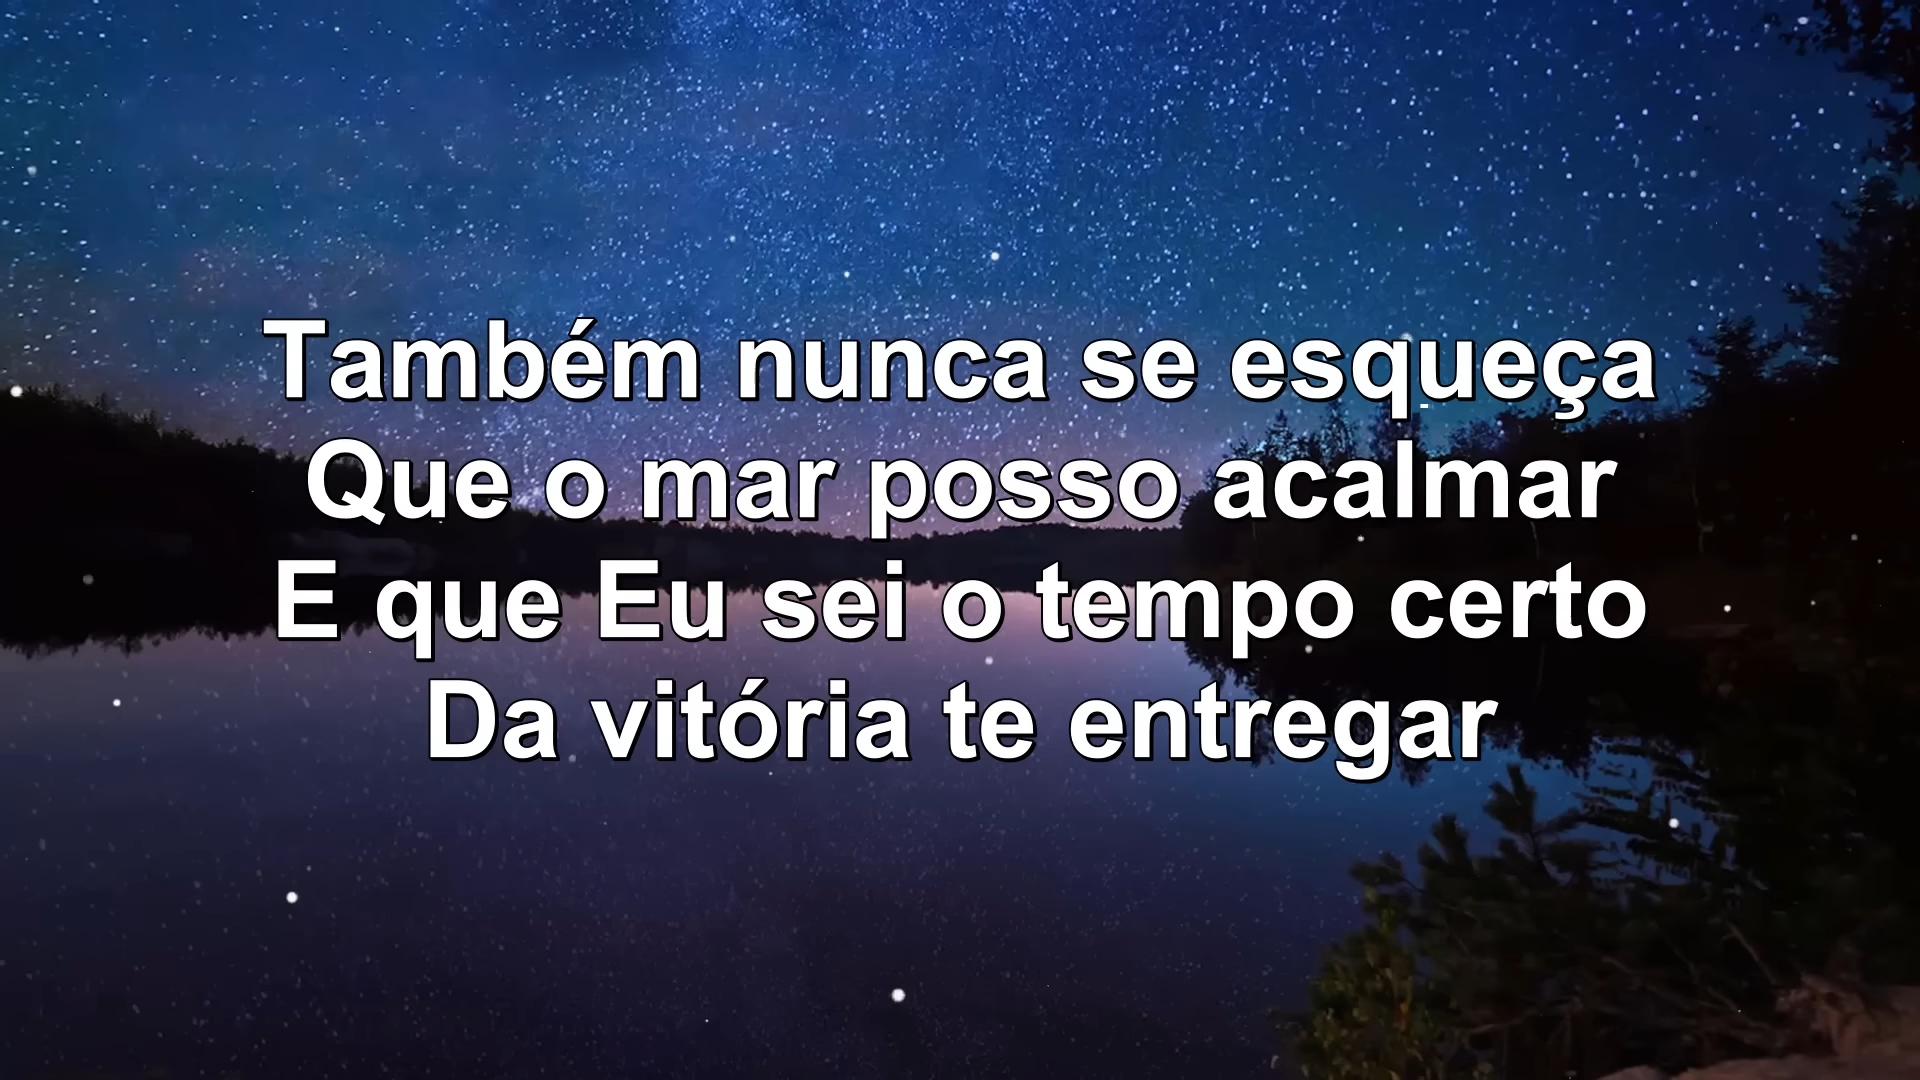 Também nunca se esqueça
Que o mar posso acalmar
E que Eu sei o tempo certo
Da vitória te entregar